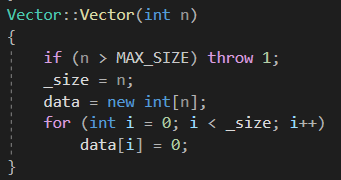 Vector::Vector(int n)
{
    if (n > MAX_SIZE) throw 1;
    _size = n;
    data = new int[n];
    for (int i = 0; i < _size; i++)
        data[i] = 0;
}